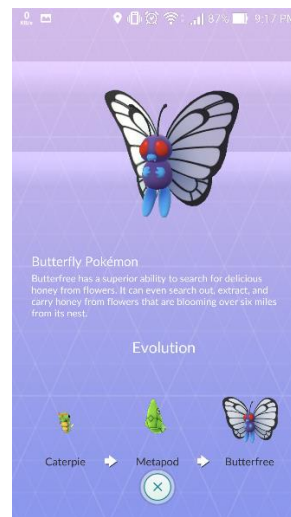 0
KB/s 87% 9:17 PM
Butterfly Pokémon
Butterfree has a superior ability to search for delicious
honey from flowers. It can even search out, extract, and
carry honey from flowers that are blooming over six miles
from its nest.
Evolution
Caterpie Metapod Butterfree